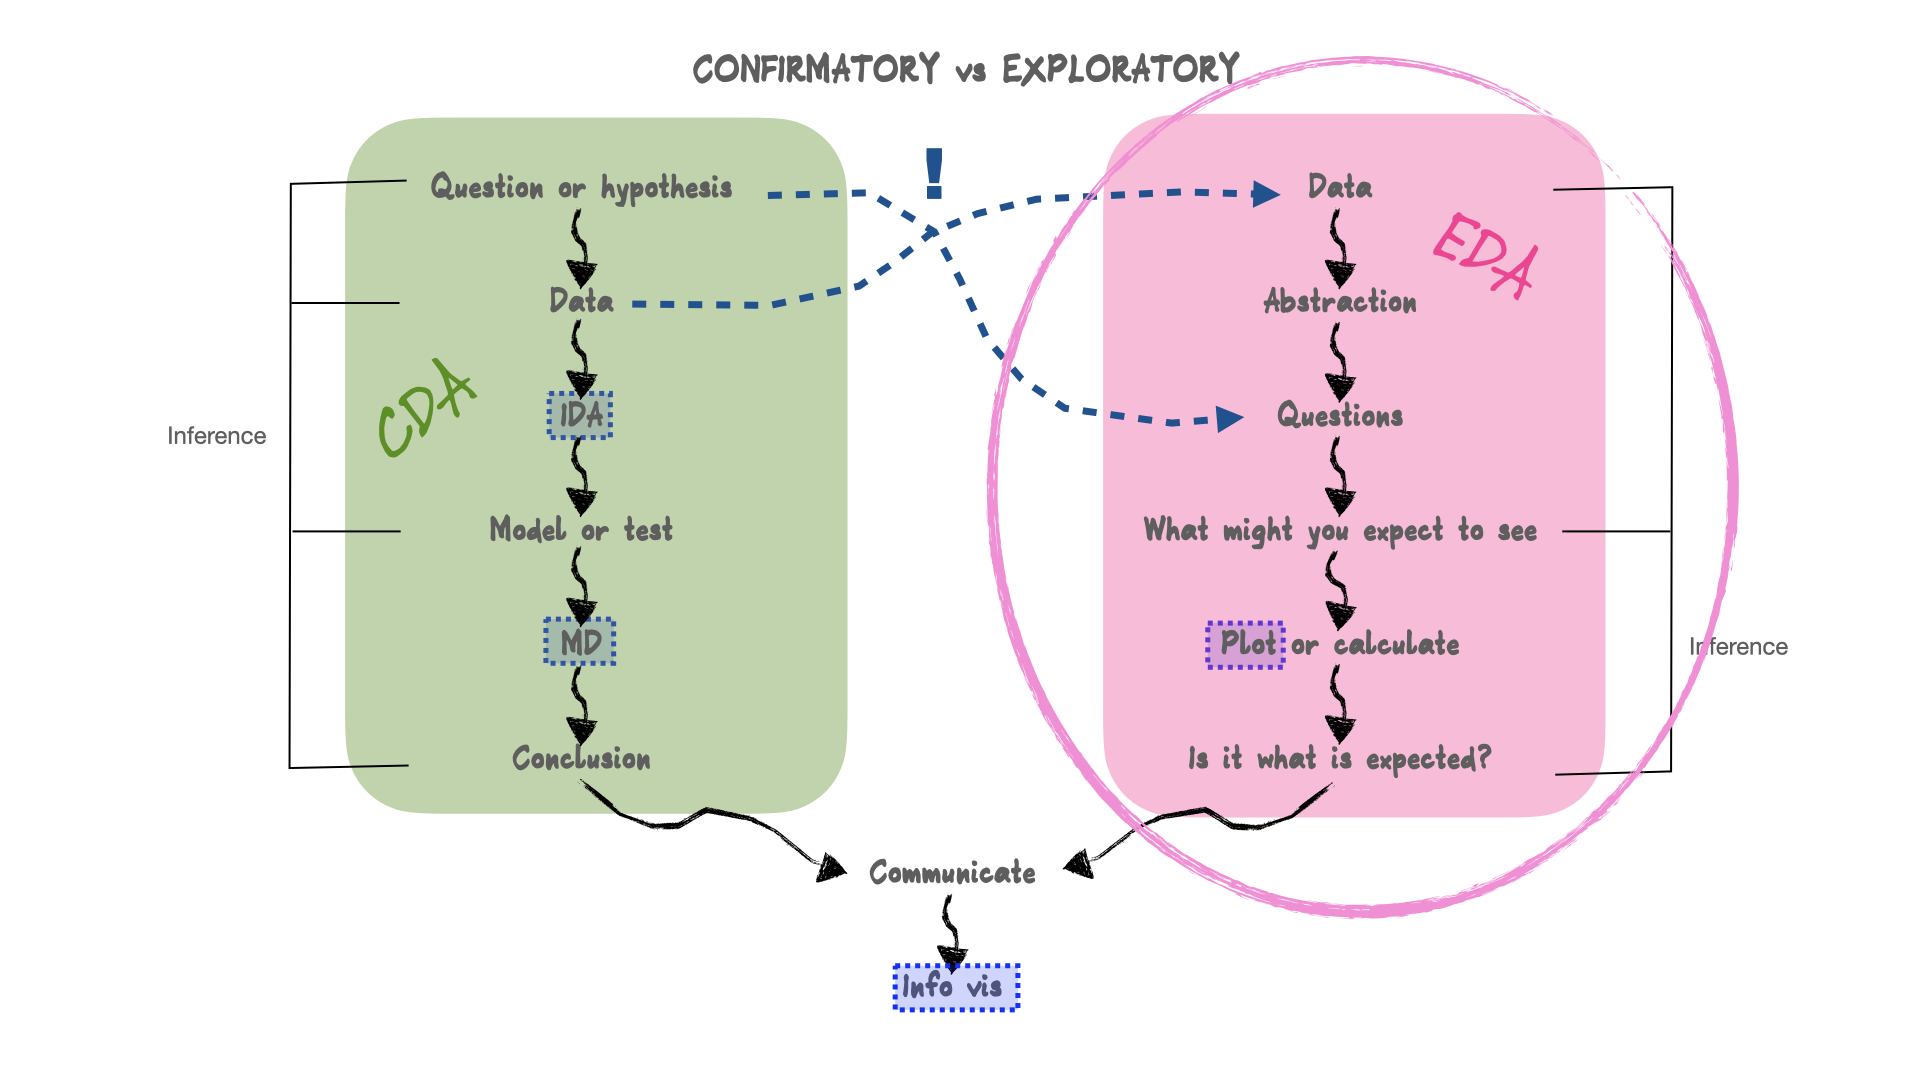 CONFIRMATORY vs EXPLORATORY
!
Question or hypothesis
Data
IDA
Model or test
MD
Conclusion
CDA
Inference
Data
Abstraction
Questions
What might you expect to see
Plot or calculate
Is it what is expected?
EDA
Inference
Communicate
Info vis